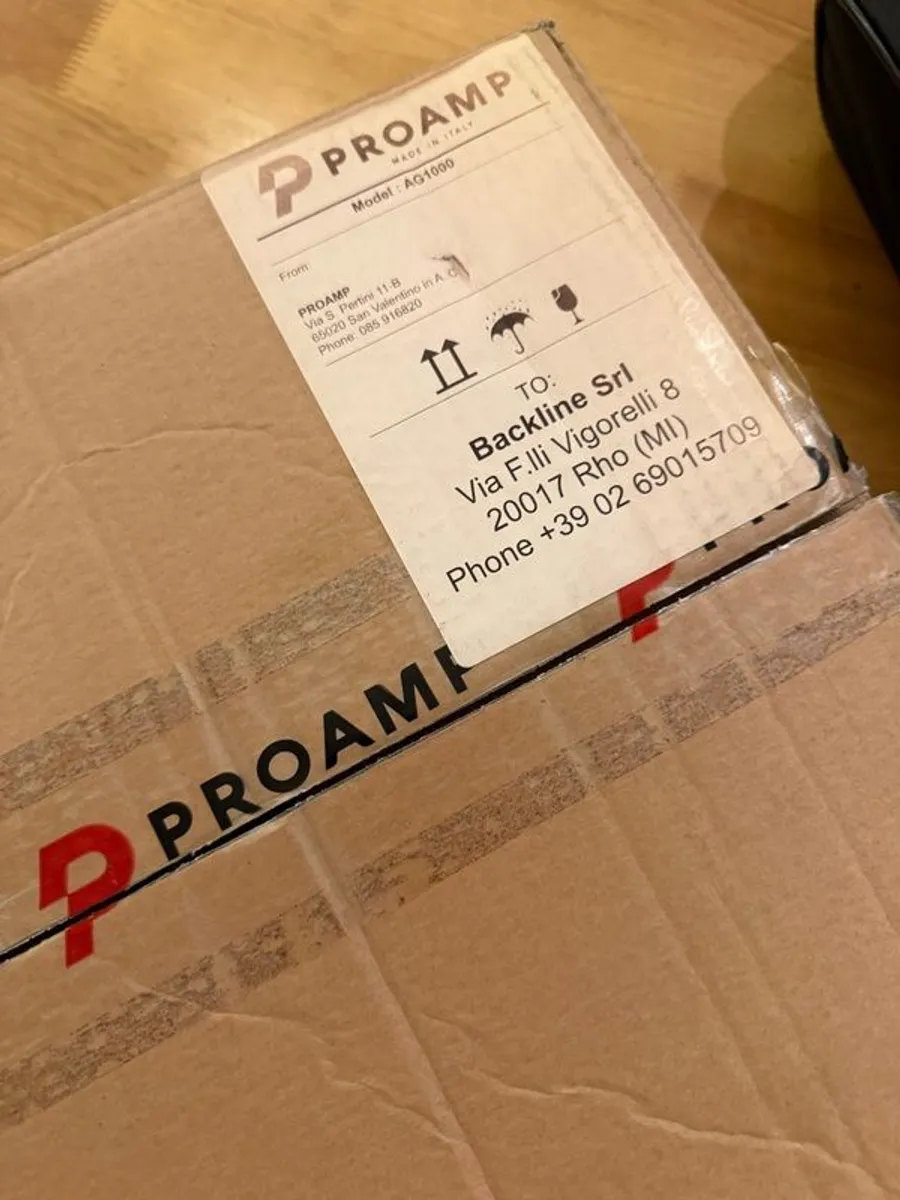 PROAMP
MADE IN ITALY
Model : AG1000
From
PROAMP
Via S. Pertini 11-B
65020 San Valentino in A. C.
Phone: 085 916820
TO:
Backline Srl
Via F.lli Vigorelli 8
20017 Rho (MI)
Phone +39 02 69015709
PROAMP